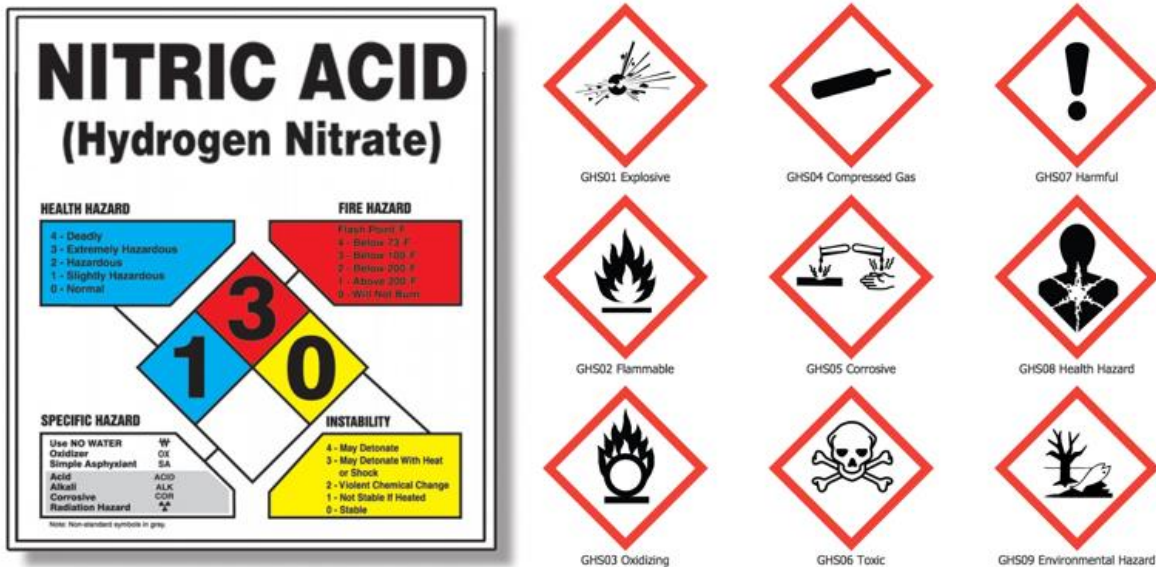 NITRIC ACID
(Hydrogen Nitrate)
HEALTH HAZARD
4 - Deadly
3 - Extremely Hazardous
2 - Hazardous
1 - Slightly Hazardous
0 - Normal
FIRE HAZARD
Flash Point F
4 - Below 73 F
3 - Below 100 F
2 - Below 200 F
1 - Above 200 F
0 - Will Not Burn
3
1
0
SPECIFIC HAZARD
Use NO WATER W
Oxidizer OX
Simple Asphyxiant SA
Acid ACID
Alkali ALK
Corrosive COR
Radiation Hazard
Note: Non-standard symbols in gray.
INSTABILITY
4 - May Detonate
3 - May Detonate With Heat
or Shock
2 - Violent Chemical Change
1 - Not Stable If Heated
0 - Stable
GHS01 Explosive
GHS04 Compressed Gas
GHS07 Harmful
GHS02 Flammable
GHS05 Corrosive
GHS08 Health Hazard
GHS03 Oxidizing
GHS06 Toxic
GHS09 Environmental Hazard